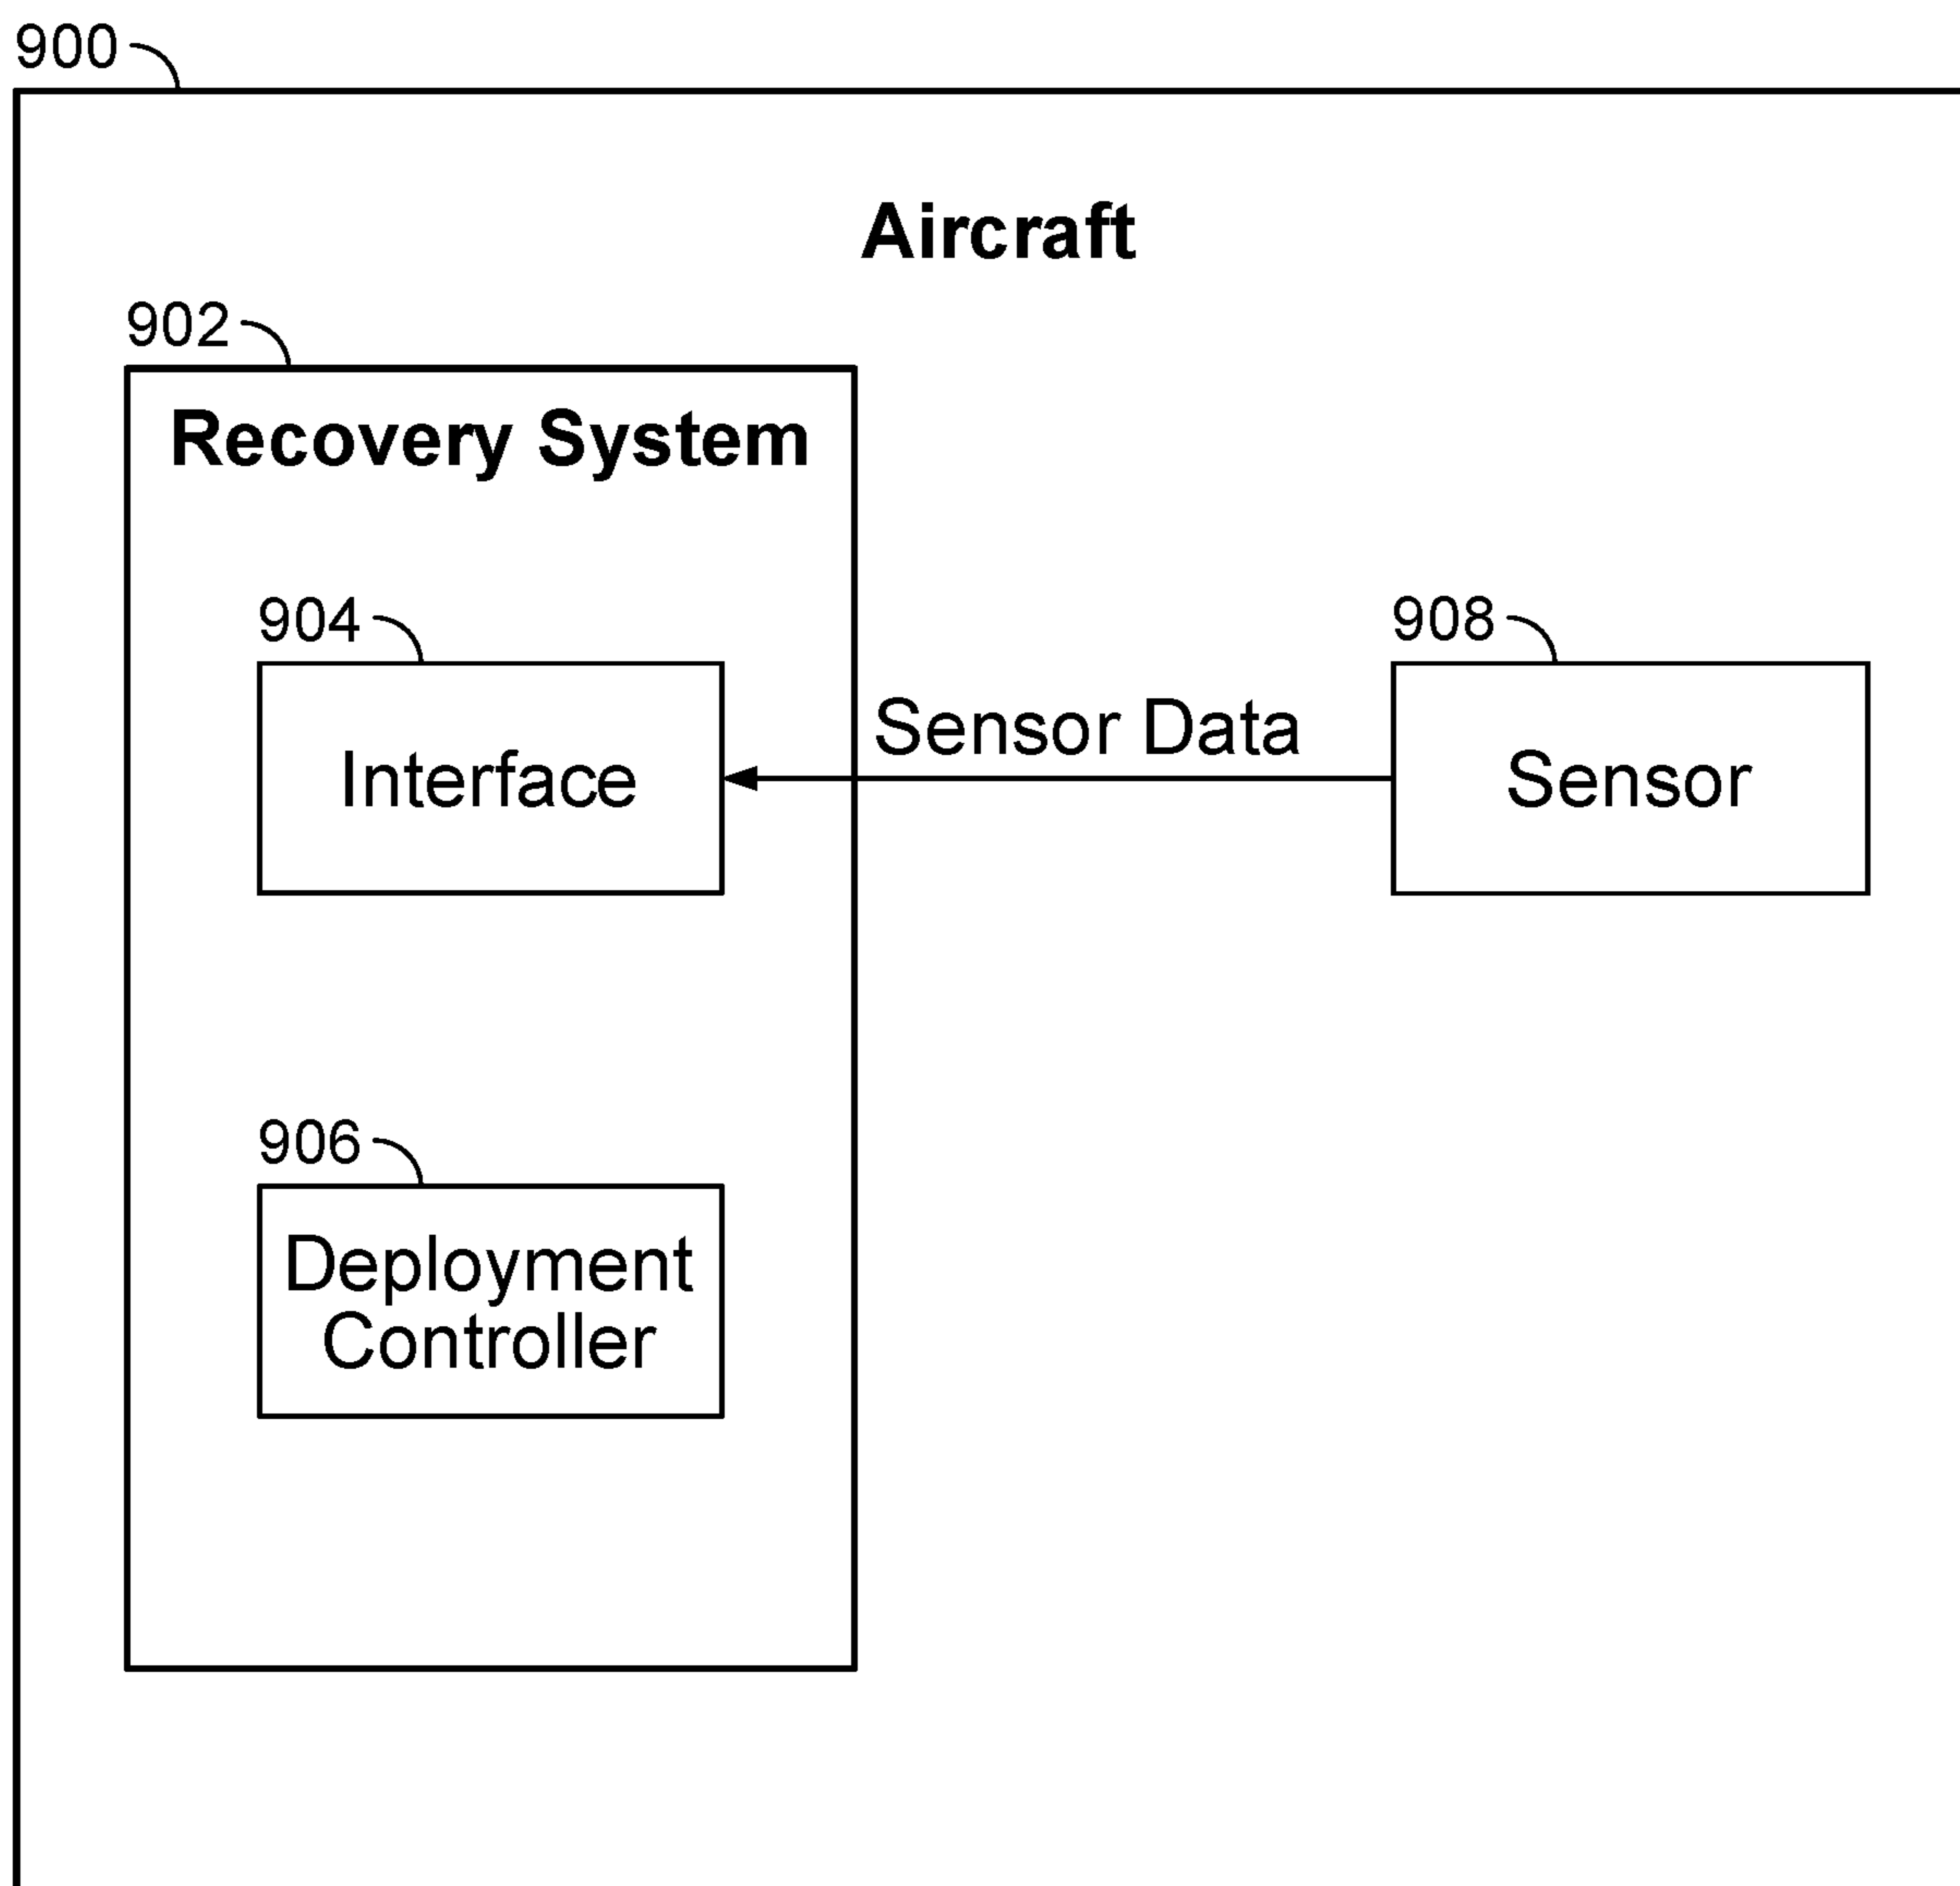 900
Aircraft
902
Recovery System
904
908
Sensor Data
Interface
Sensor
906
Deployment
Controller